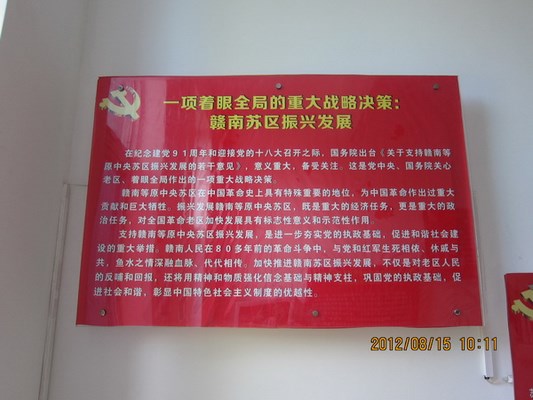 一项着眼全局的重大战略决策：
赣南苏区振兴发展
在纪念建党９１周年和迎接党的十八大召开之际，国务院出台《关于支持赣南等
原中央苏区振兴发展的若干意见》，意义重大，备受关注。这是党中央、国务院关心
老区、着眼全局作出的一项重大战略决策。
赣南等原中央苏区在中国革命史上具有特殊重要的地位，为中国革命作出过重大
贡献和巨大牺牲。振兴发展赣南等原中央苏区，既是重大的经济任务，更是重大的政
治任务，对全国革命老区加快发展具有标志性意义和示范性作用。
支持赣南等原中央苏区振兴发展，是进一步夯实党的执政基础，促进和谐社会建
设的重大举措。赣南人民在８０多年前的革命斗争中，与党和红军生死相依、休戚与
共，鱼水之情深融血脉、代代相传。加快推进赣南苏区振兴发展，不仅是对老区人民
的反哺和回报，还将用精神和物质强化信念基础与精神支柱，巩固党的执政基础，促
进社会和谐，彰显中国特色社会主义制度的优越性。
2012/08/15 10:11